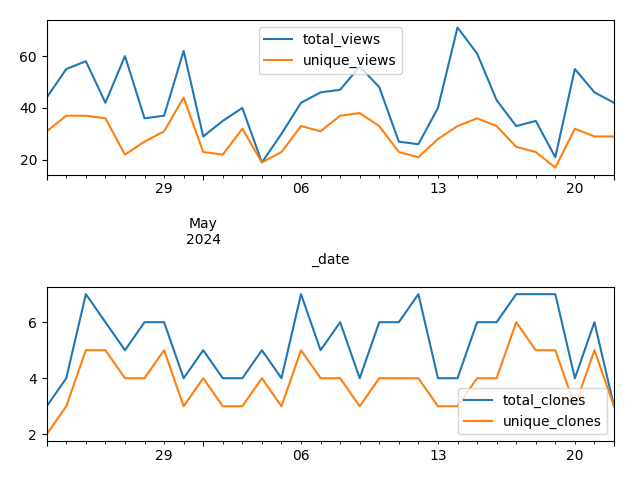 total_views
unique_views
60
40
20
29
06
13
20
May
2024
_date
6
4
2
total_clones
unique_clones
29
06
13
20